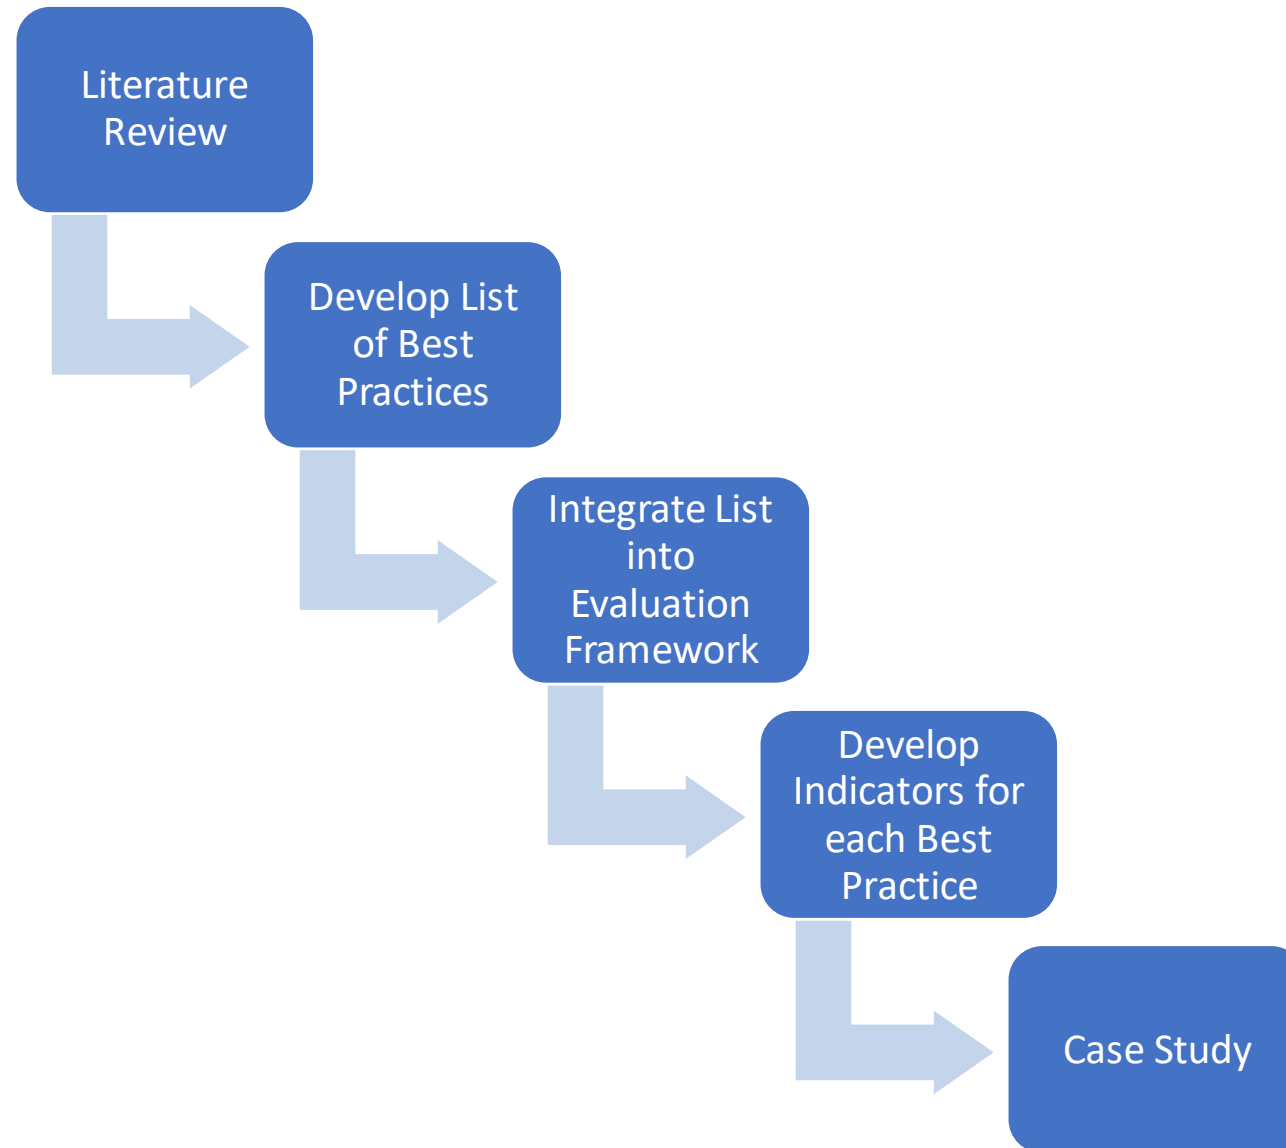 Literature
Review
Develop List
of Best
Practices
Integrate List
into
Evaluation
Framework
Develop
Indicators for
each Best
Practice
Case Study